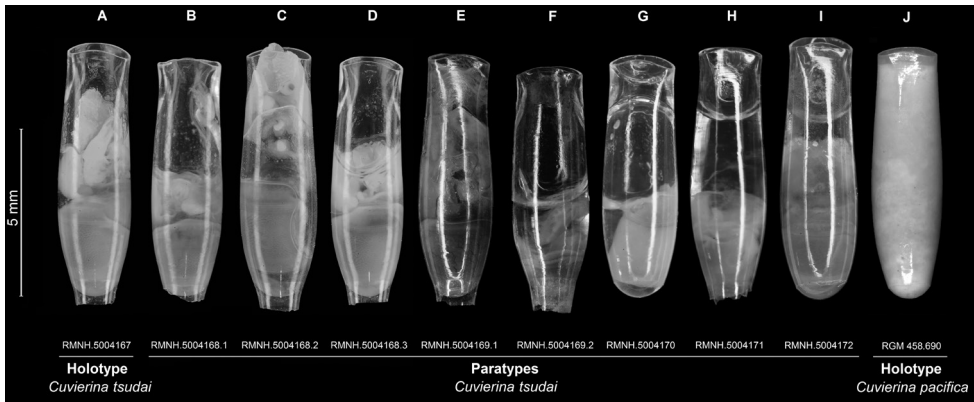 A B C D E F G H I J
5 mm
RMNH.5004167 RMNH.5004168.1 RMNH.5004168.2 RMNH.5004168.3 RMNH.5004169.1 RMNH.5004169.2 RMNH.5004170 RMNH.5004171 RMNH.5004172 RGM 458.690
Holotype Paratypes Holotype
Cuvierina tsudai Cuvierina tsudai Cuvierina pacifica